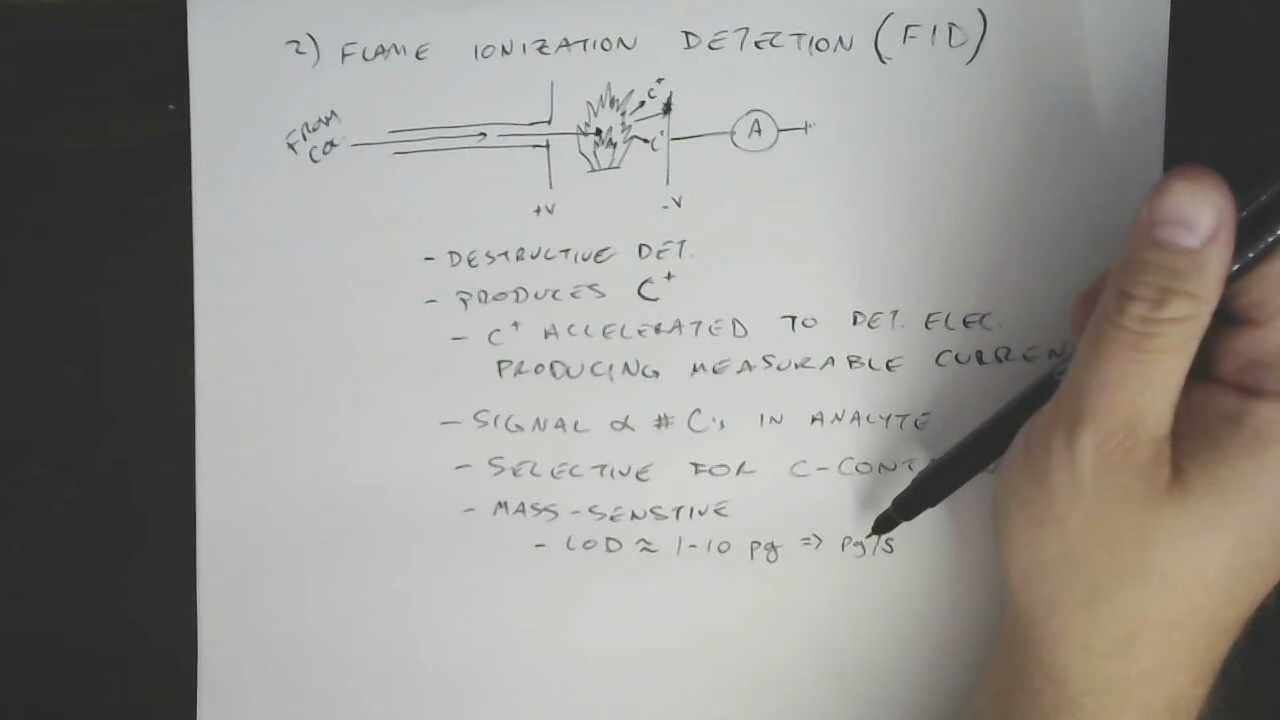 2) FLAME IONIZATION DETECTION (FID)
FROM
COL
C+
C+
A
+V
-V
- DESTRUCTIVE DET.
- PRODUCES C+
- C+ ACCELERATED TO DET. ELEC.
PRODUCING MEASURABLE CURREN
- SIGNAL α # C's IN ANALYTE
- SELECTIVE FOR C-CONT
- MASS-SENSTIVE
- LOD ≈ 1-10 pg => pg/s